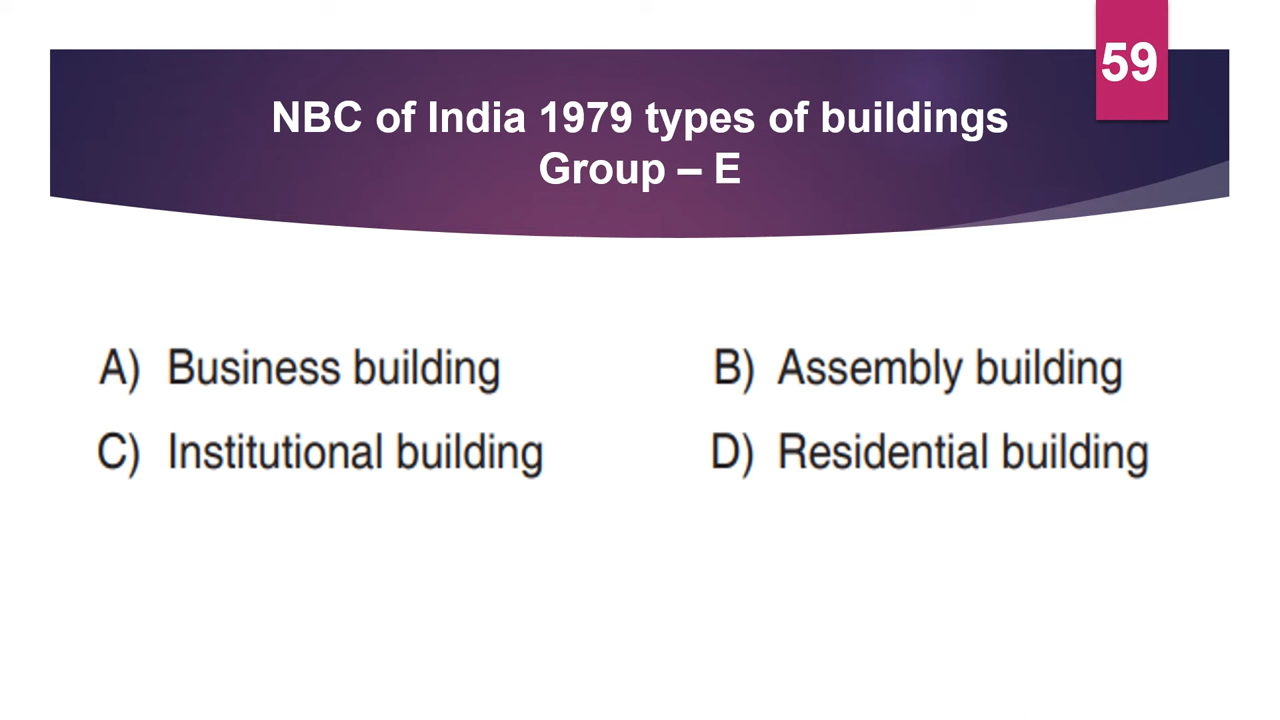 59
NBC of India 1979 types of buildings
Group – E
A) Business building
B) Assembly building
C) Institutional building
D) Residential building